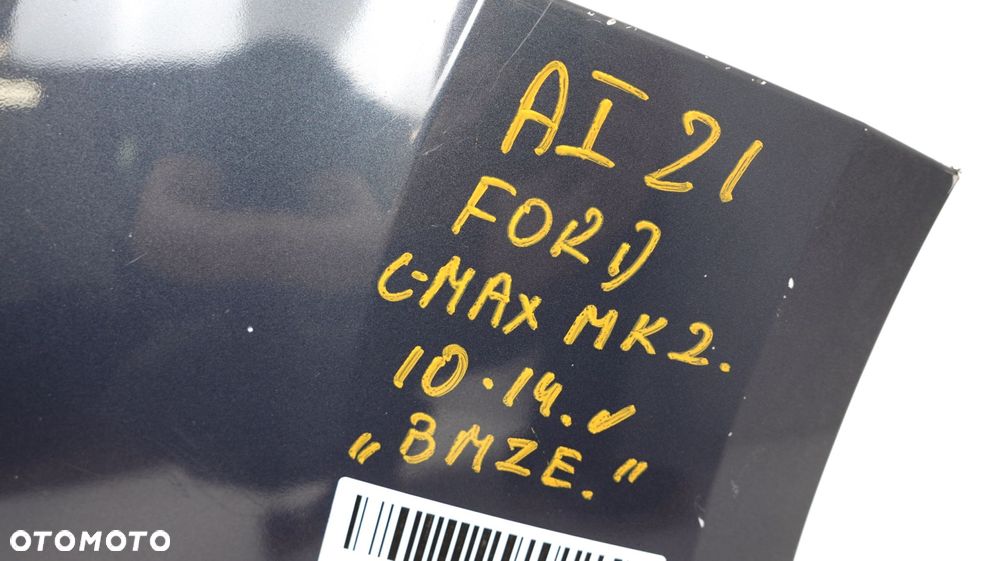 AI 21
FORD
C-MAX MK2.
10.14.✓
„BMZE."
OTOMOTO